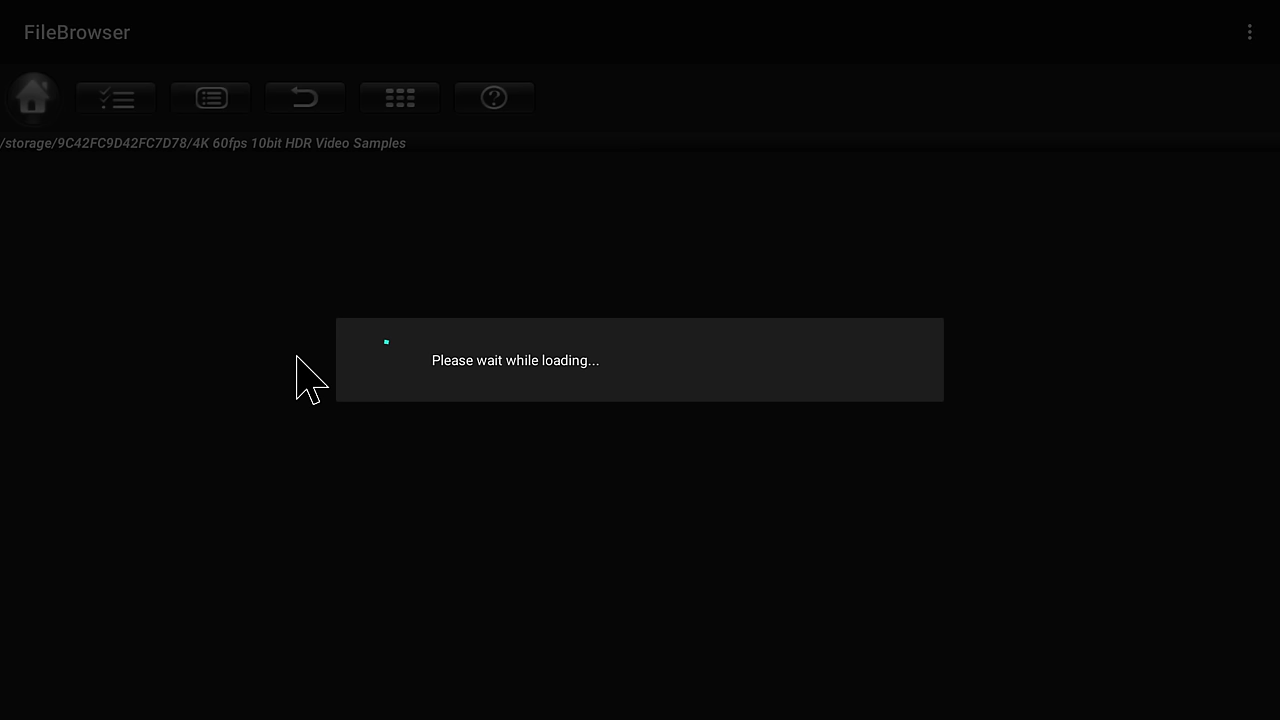 FileBrowser
/storage/9C42FC9D42FC7D78/4K 60fps 10bit HDR Video Samples
Please wait while loading...